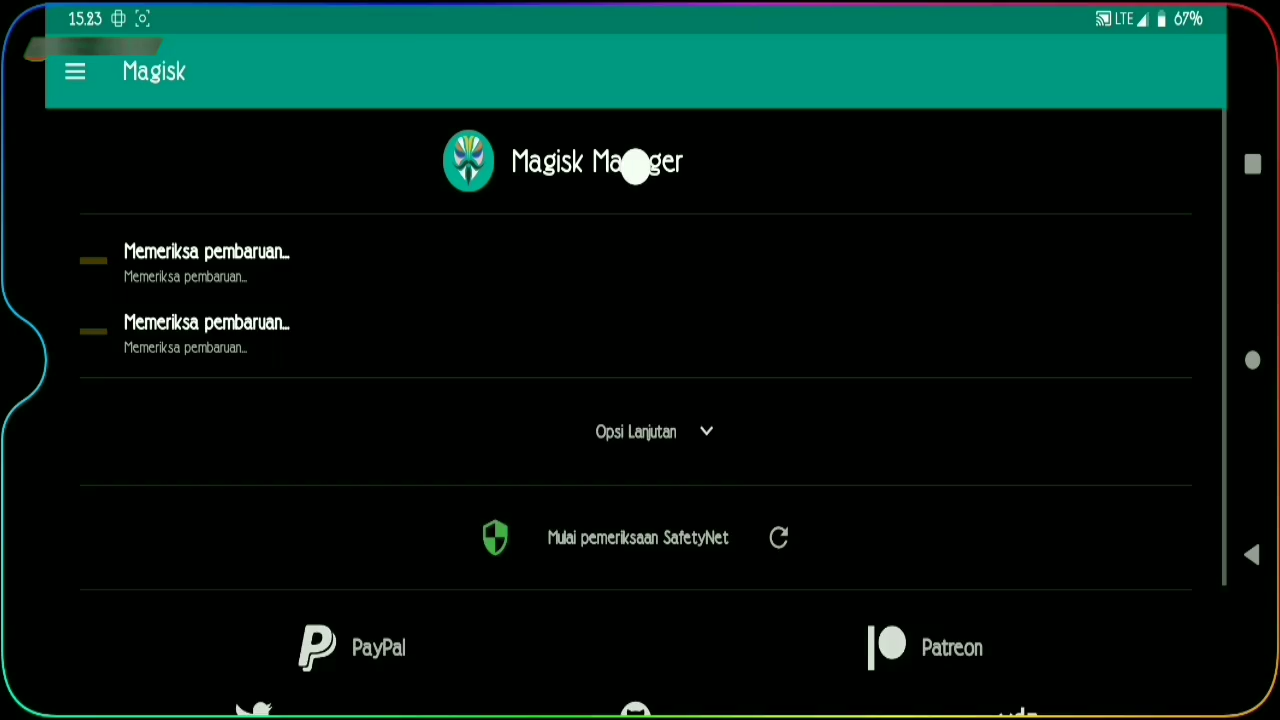 15.23 LTE 67%
Magisk
Magisk Ma ger
Memeriksa pembaruan...
Memeriksa pembaruan...
Memeriksa pembaruan...
Memeriksa pembaruan...
Opsi Lanjutan
Mulai pemeriksaan SafetyNet
PayPal Patreon